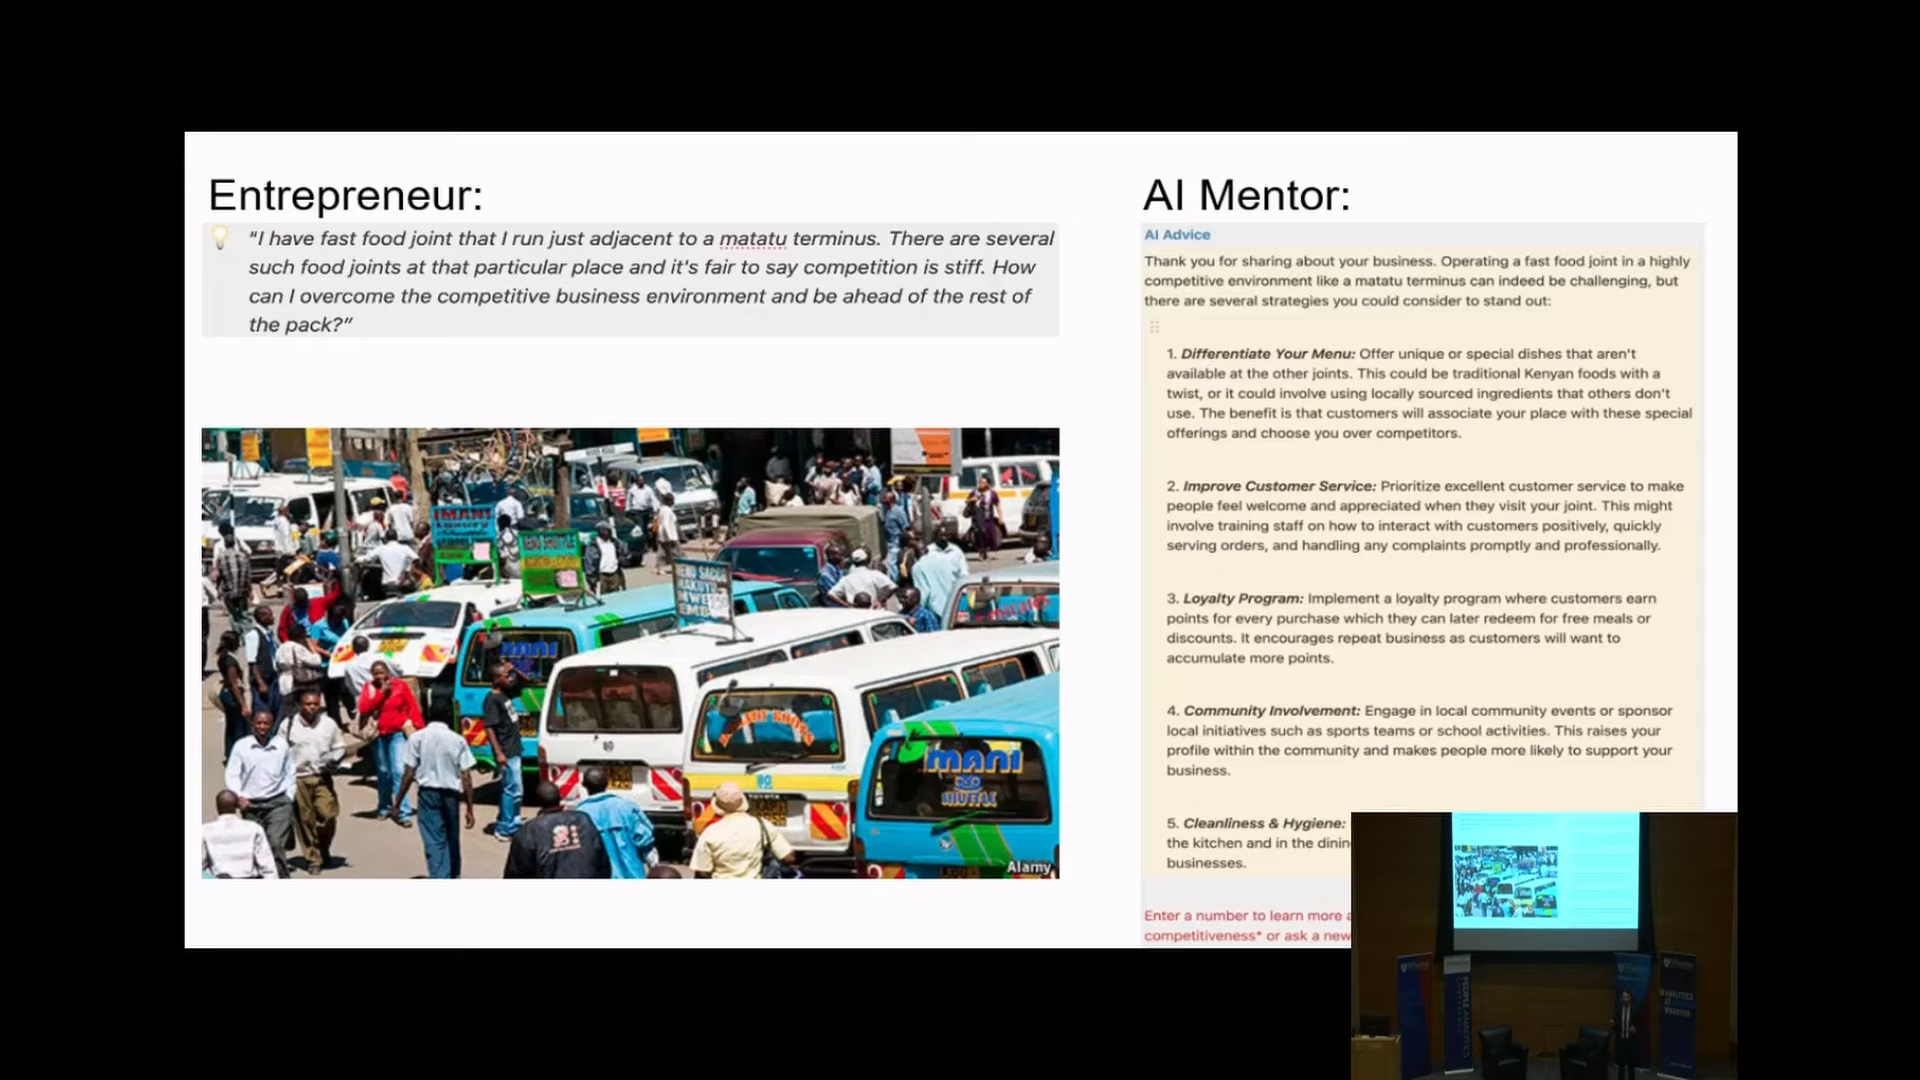 Entrepreneur:
"I have fast food joint that I run just adjacent to a matatu terminus. There are several
such food joints at that particular place and it's fair to say competition is stiff. How
can I overcome the competitive business environment and be ahead of the rest of
the pack?"
IMANI
MANI
SHUTTLE
TOYOTA
Alamy
AI Mentor:
AI Advice
Thank you for sharing about your business. Operating a fast food joint in a highly
competitive environment like a matatu terminus can indeed be challenging, but
there are several strategies you could consider to stand out:
1. Differentiate Your Menu: Offer unique or special dishes that aren't
available at the other joints. This could be traditional Kenyan foods with a
twist, or it could involve using locally sourced ingredients that others don't
use. The benefit is that customers will associate your place with these special
offerings and choose you over competitors.
2. Improve Customer Service: Prioritize excellent customer service to make
people feel welcome and appreciated when they visit your joint. This might
involve training staff on how to interact with customers positively, quickly
serving orders, and handling any complaints promptly and professionally.
3. Loyalty Program: Implement a loyalty program where customers earn
points for every purchase which they can later redeem for free meals or
discounts. It encourages repeat business as customers will want to
accumulate more points.
4. Community Involvement: Engage in local community events or sponsor
local initiatives such as sports teams or school activities. This raises your
profile within the community and makes people more likely to support your
business.
5. Cleanliness & Hygiene:
the kitchen and in the dinin
businesses.
Enter a number to learn more a
competitiveness* or ask a new
PEOPLE ANALYTICS
ANALYTICS
AT
WHARTON